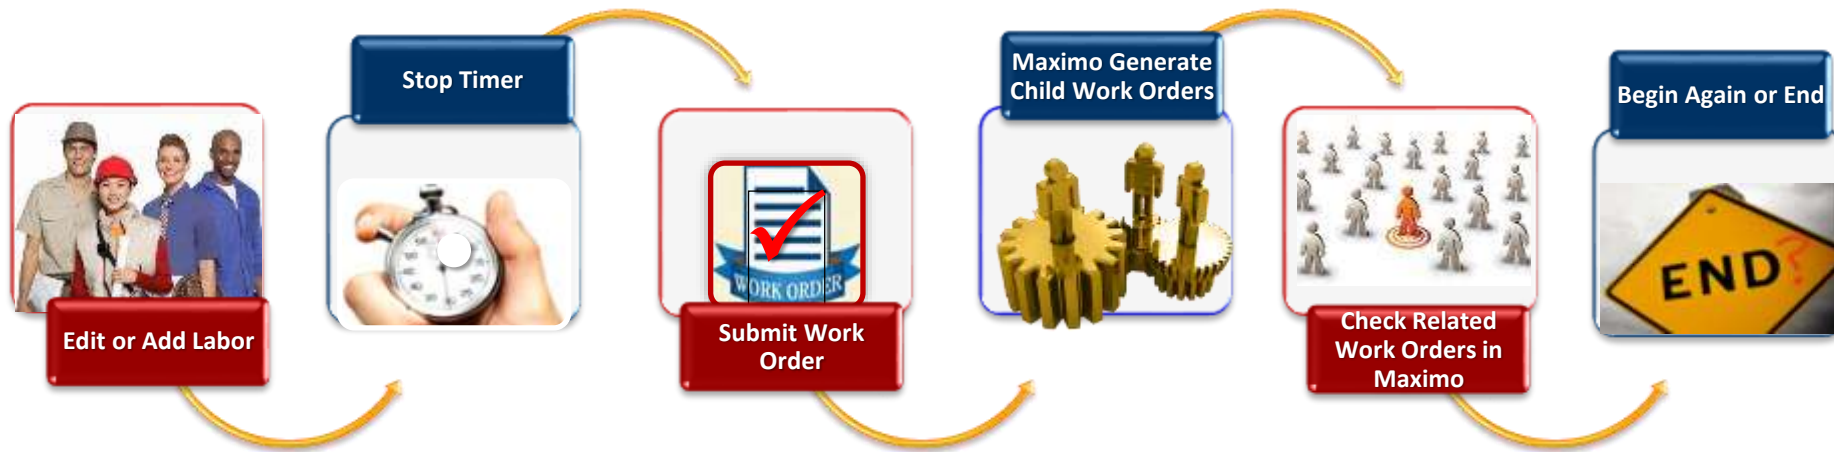 Edit or Add Labor
Stop Timer
WORK ORDER
Submit Work
Order
Maximo Generate
Child Work Orders
Check Related
Work Orders in
Maximo
Begin Again or End
END?